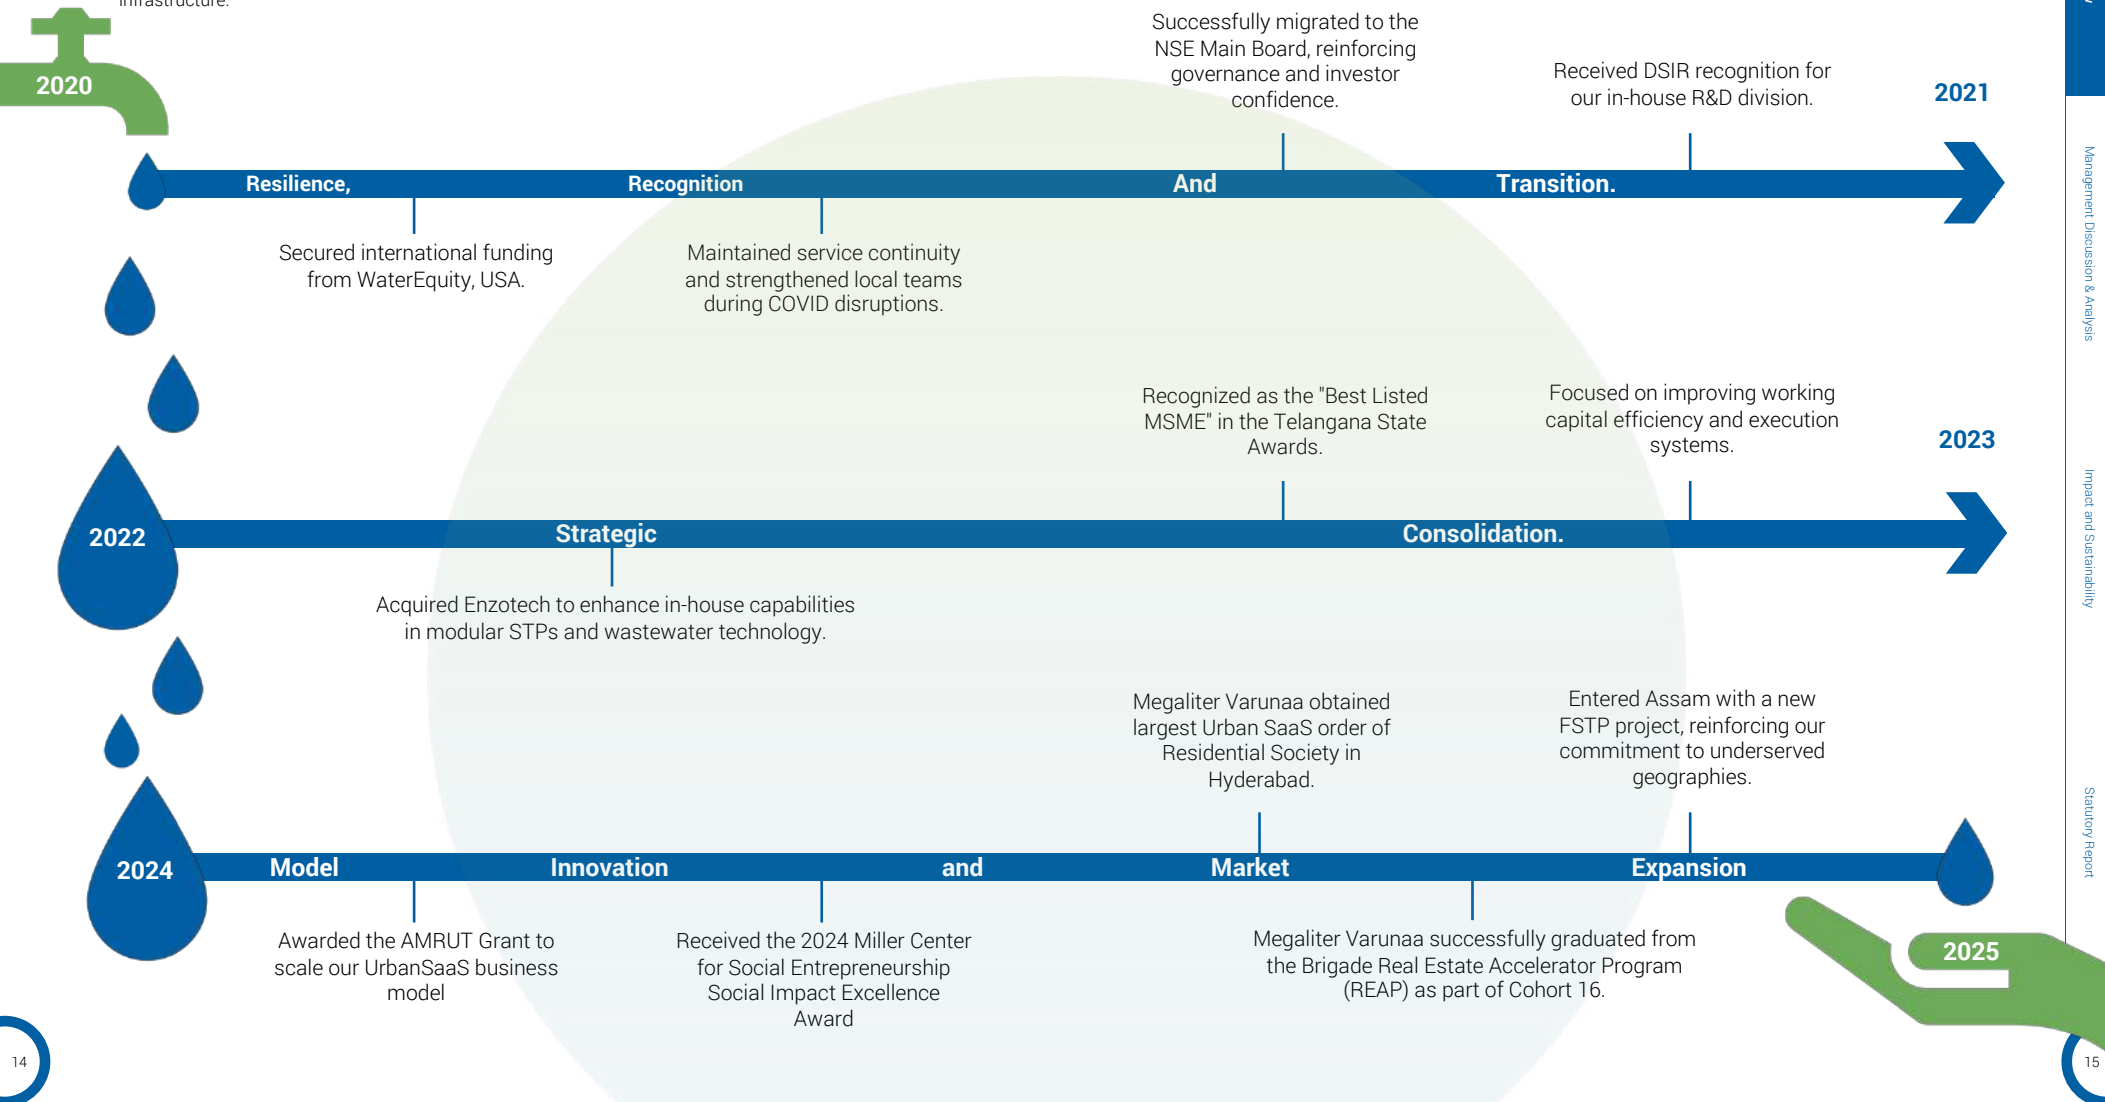 infrastructure.
2020
Successfully migrated to the
NSE Main Board, reinforcing
governance and investor
confidence.
Received DSIR recognition for
our in-house R&D division.
2021
Resilience, Recognition And Transition.
Secured international funding
from WaterEquity, USA.
Maintained service continuity
and strengthened local teams
during COVID disruptions.
Recognized as the "Best Listed
MSME" in the Telangana State
Awards.
Focused on improving working
capital efficiency and execution
systems.
2023
2022
Strategic Consolidation.
Acquired Enzotech to enhance in-house capabilities
in modular STPs and wastewater technology.
Megaliter Varunaa obtained
largest Urban SaaS order of
Residential Society in
Hyderabad.
Entered Assam with a new
FSTP project, reinforcing our
commitment to underserved
geographies.
2024
Model Innovation and Market Expansion
Awarded the AMRUT Grant to
scale our UrbanSaaS business
model
Received the 2024 Miller Center
for Social Entrepreneurship
Social Impact Excellence
Award
Megaliter Varunaa successfully graduated from
the Brigade Real Estate Accelerator Program
(REAP) as part of Cohort 16.
2025
Management Discussion & Analysis
Impact and Sustainability
Statutory Report
14
15